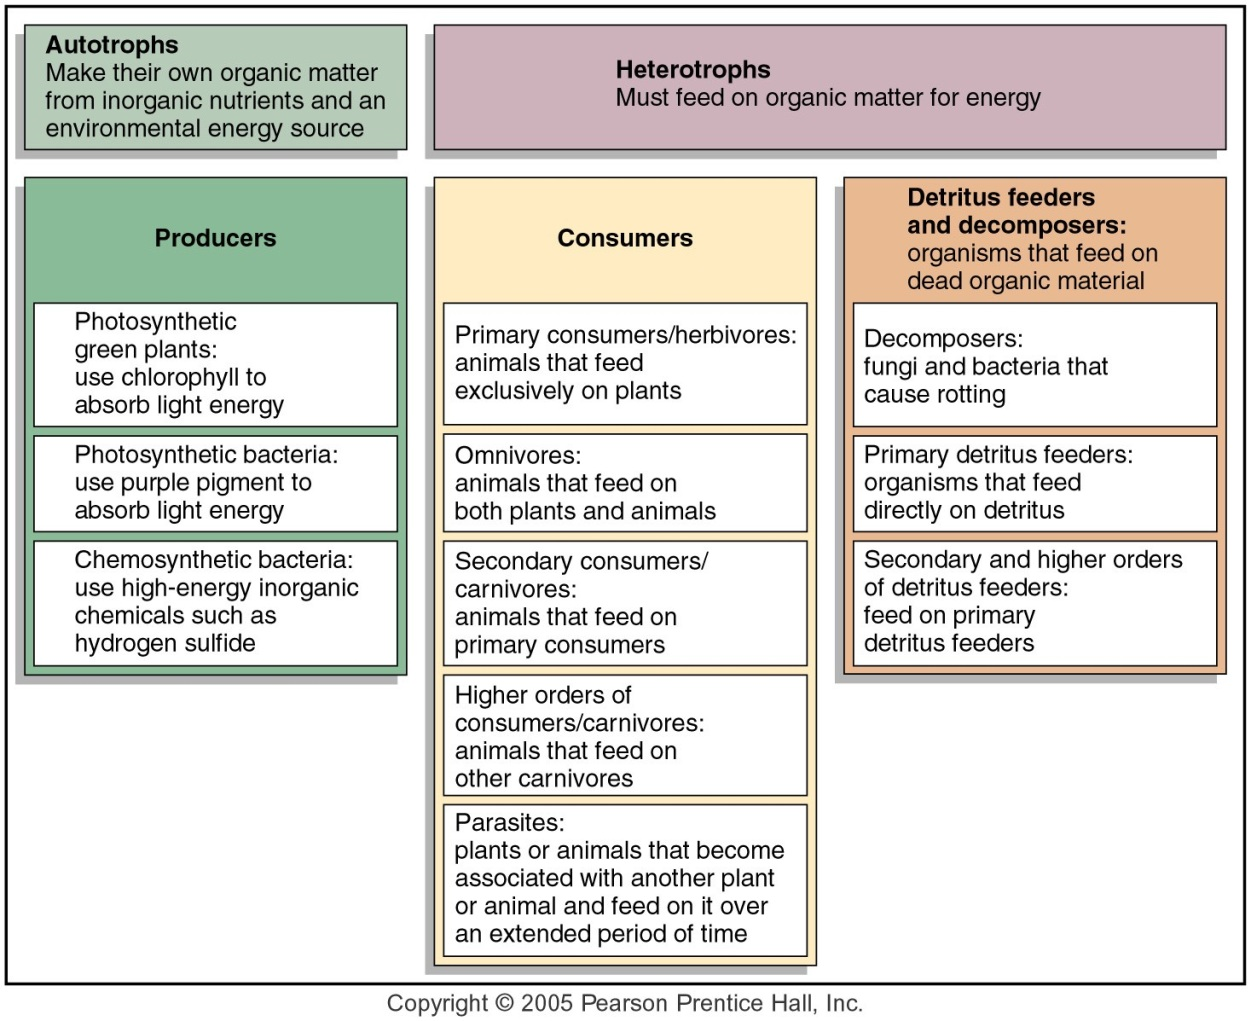 Autotrophs
Make their own organic matter
from inorganic nutrients and an
environmental energy source
Heterotrophs
Must feed on organic matter for energy
Producers
Photosynthetic
green plants:
use chlorophyll to
absorb light energy
Photosynthetic bacteria:
use purple pigment to
absorb light energy
Chemosynthetic bacteria:
use high-energy inorganic
chemicals such as
hydrogen sulfide
Consumers
Primary consumers/herbivores:
animals that feed
exclusively on plants
Omnivores:
animals that feed on
both plants and animals
Secondary consumers/
carnivores:
animals that feed on
primary consumers
Higher orders of
consumers/carnivores:
animals that feed on
other carnivores
Parasites:
plants or animals that become
associated with another plant
or animal and feed on it over
an extended period of time
Detritus feeders
and decomposers:
organisms that feed on
dead organic material
Decomposers:
fungi and bacteria that
cause rotting
Primary detritus feeders:
organisms that feed
directly on detritus
Secondary and higher orders
of detritus feeders:
feed on primary
detritus feeders
Copyright © 2005 Pearson Prentice Hall, Inc.